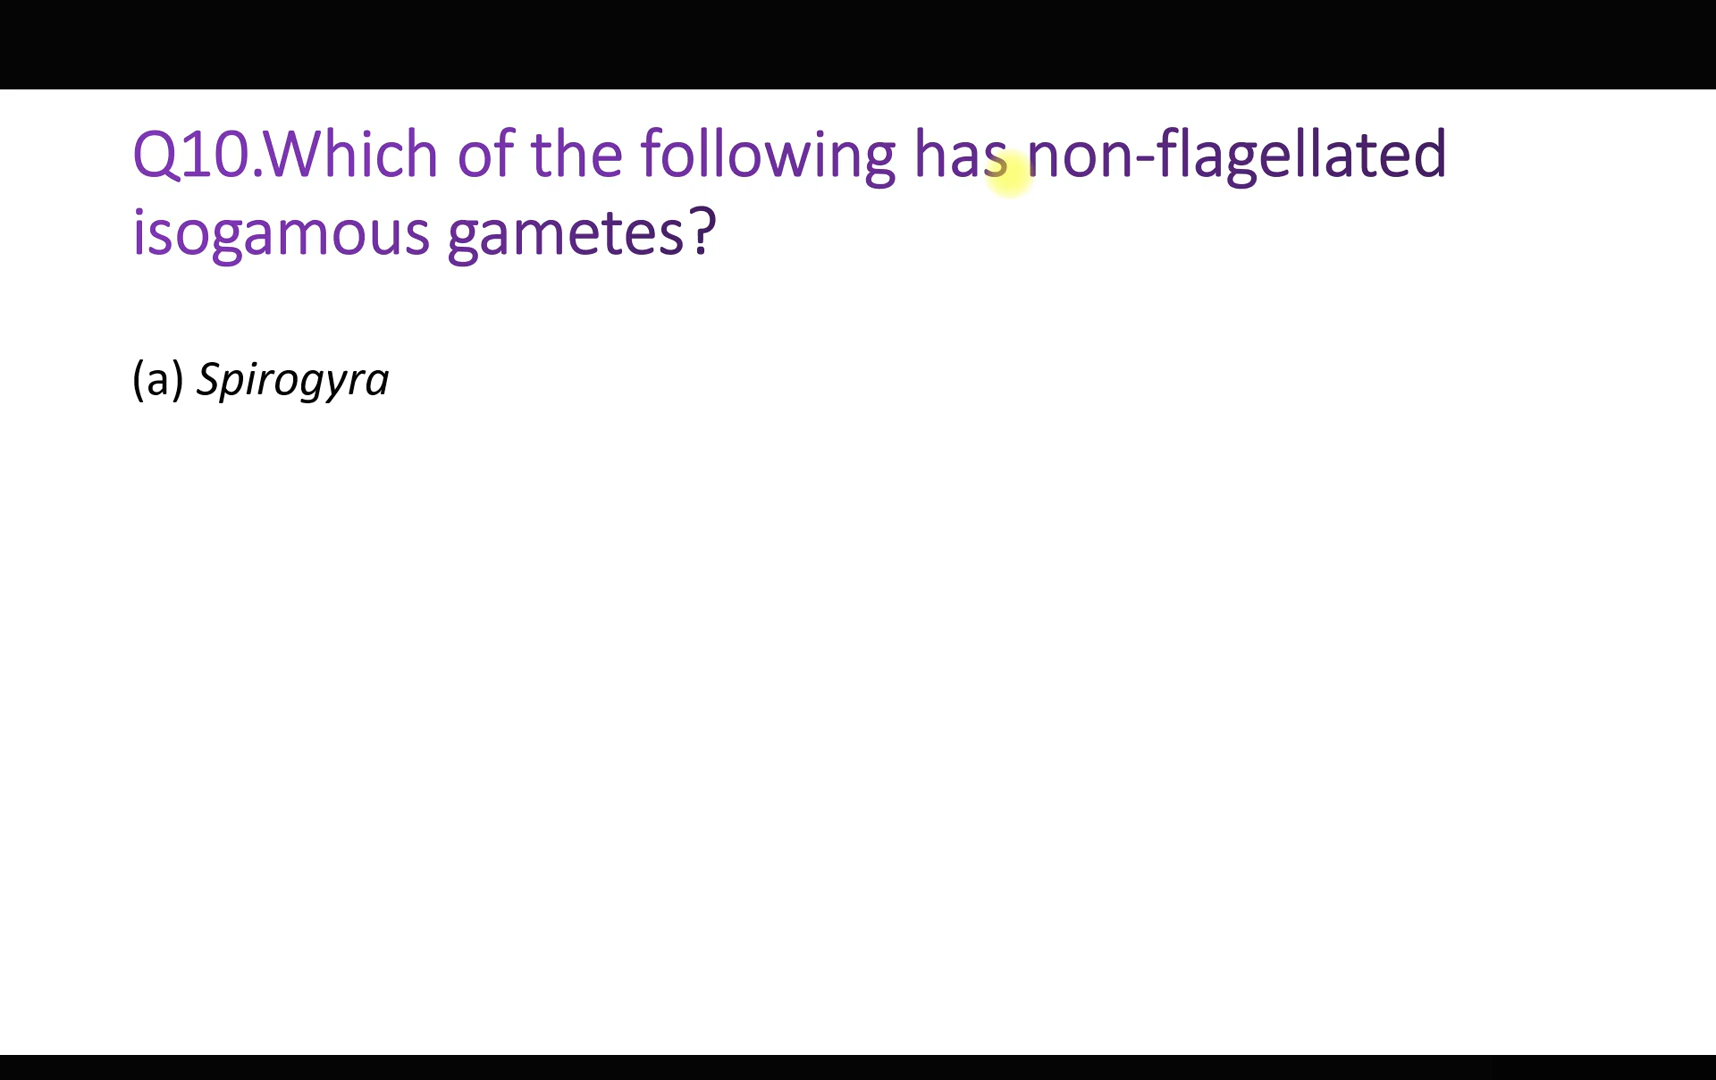 Q10.Which of the following has non-flagellated
isogamous gametes?
(a) Spirogyra